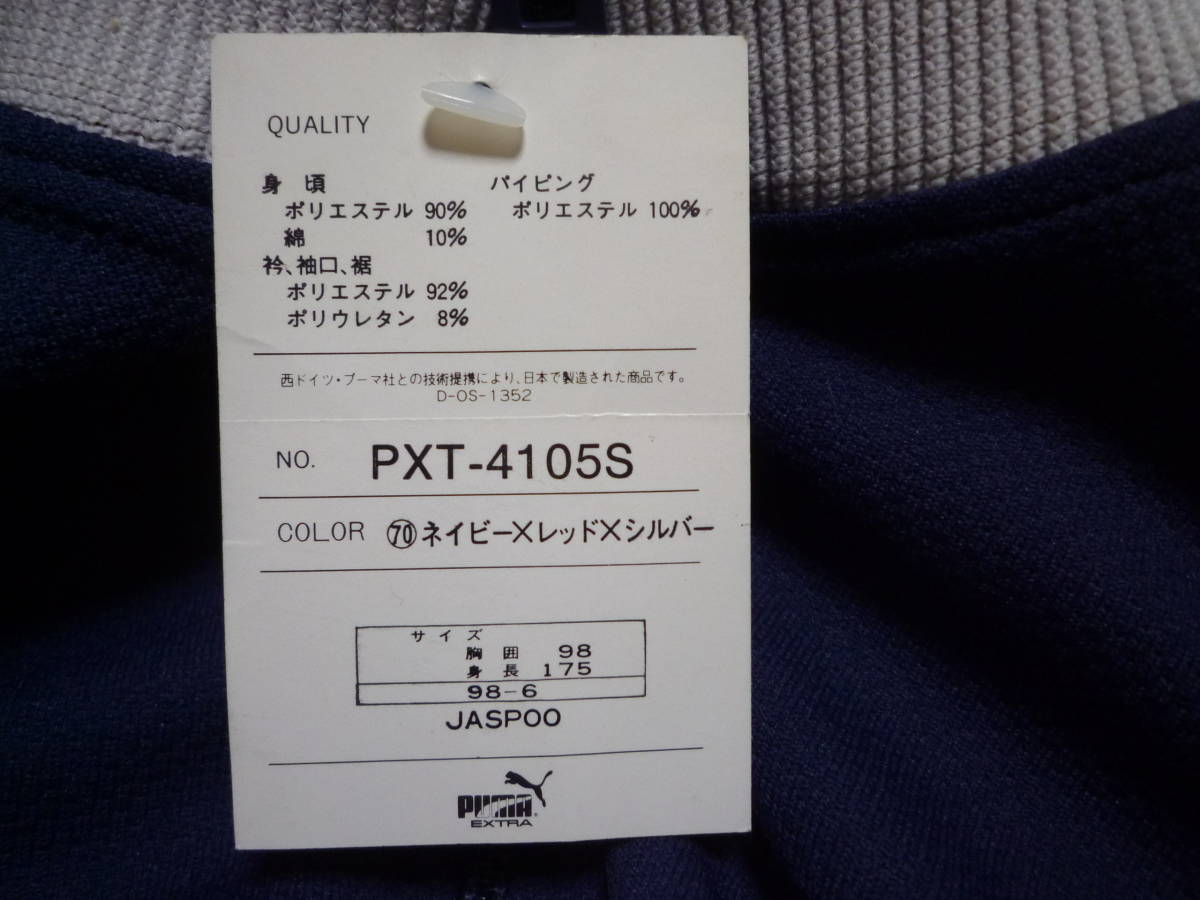 QUALITY
身 頃
ポリエステル 90%
綿 10%
衿、袖口、裾
ポリエステル 92%
ポリウレタン 8%
パイピング
ポリエステル 100%
西ドイツ・プーマ社との技術提携により、日本で製造された商品です。
D-OS-1352
NO. PXT-4105S
COLOR ⑦⓪ネイビー×レッド×シルバー
サイズ
胸 囲 98
身 長 175
98-6
JASPOO
PUMA
EXTRA